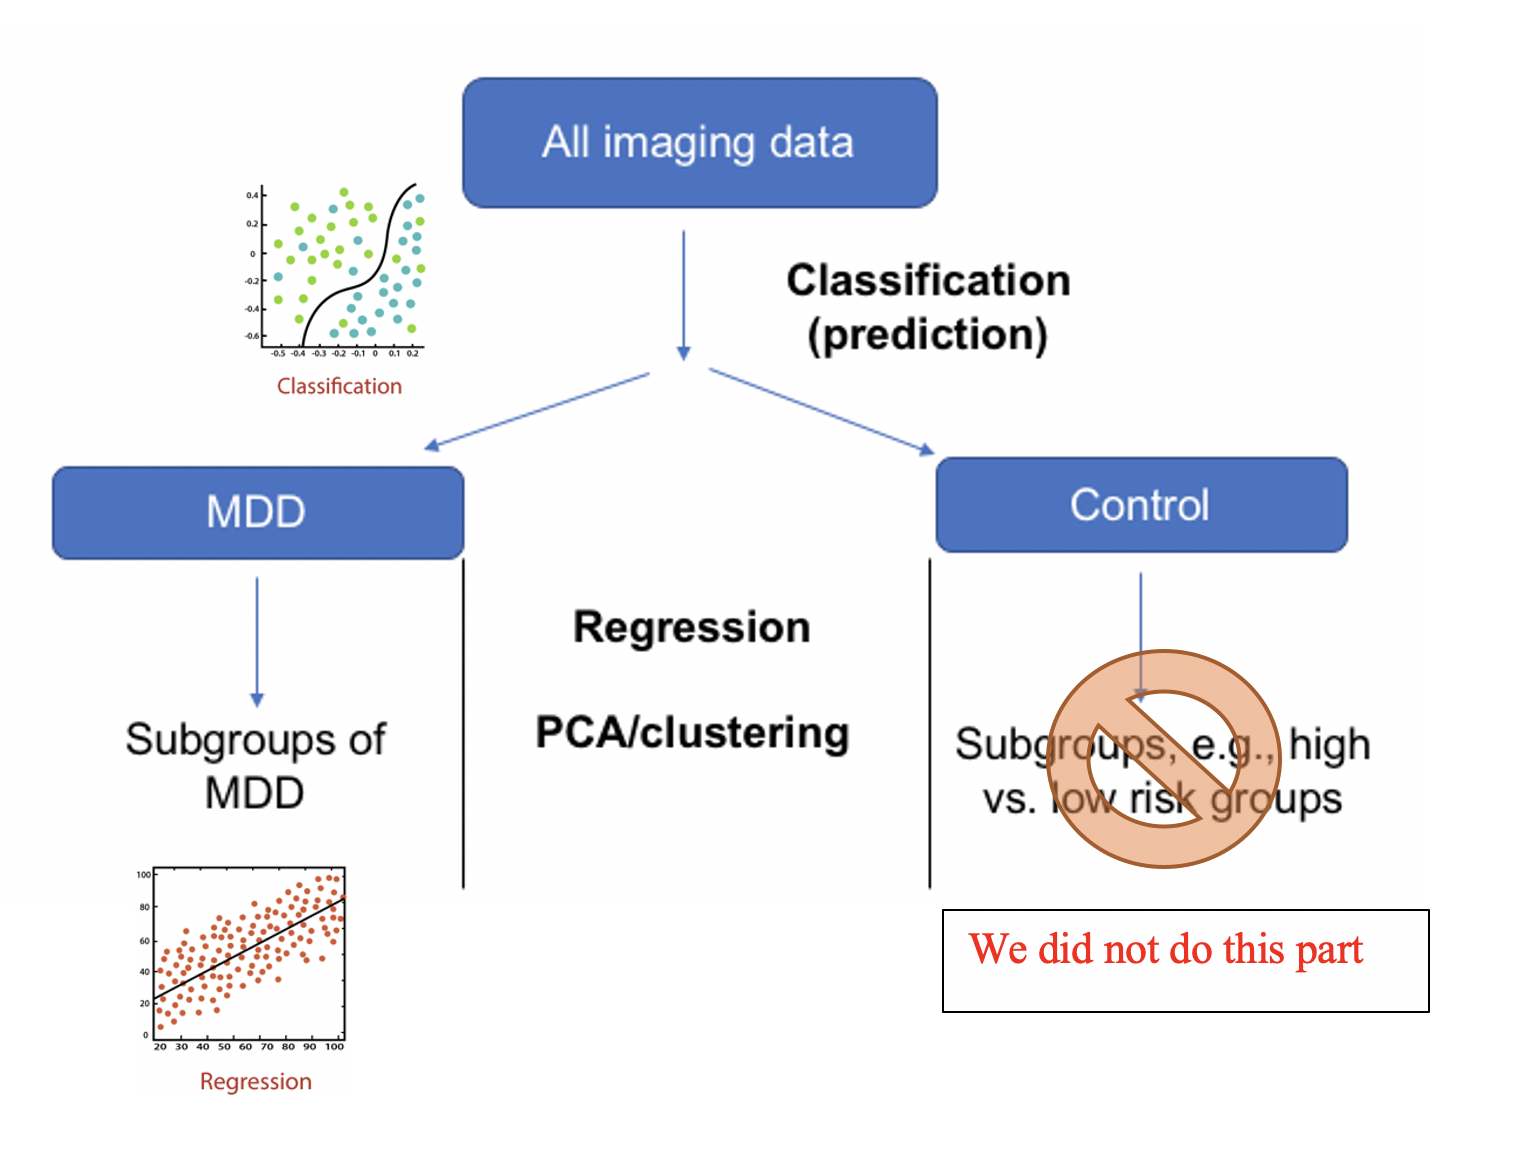 All imaging data
0.4
0.2
0
-0.2
-0.4
-0.6
-0.5 -0.4 -0.3 -0.2 -0.1 0 0.1 0.2
Classification
Classification
(prediction)
MDD
Control
Regression
PCA/clustering
Subgroups of
MDD
Subgroups, e.g., high
vs. low risk groups
100
80
60
40
20
0
20 30 40 50 60 70 80 90 100
Regression
We did not do this part